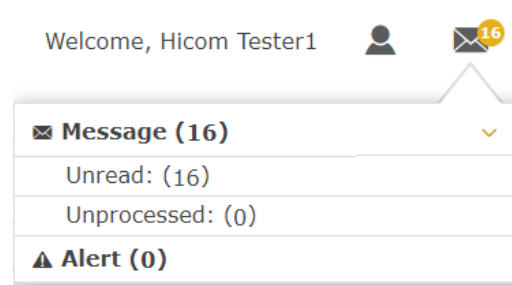 Welcome, Hicom Tester1
16
Message (16)
Unread: (16)
Unprocessed: (0)
Alert (0)